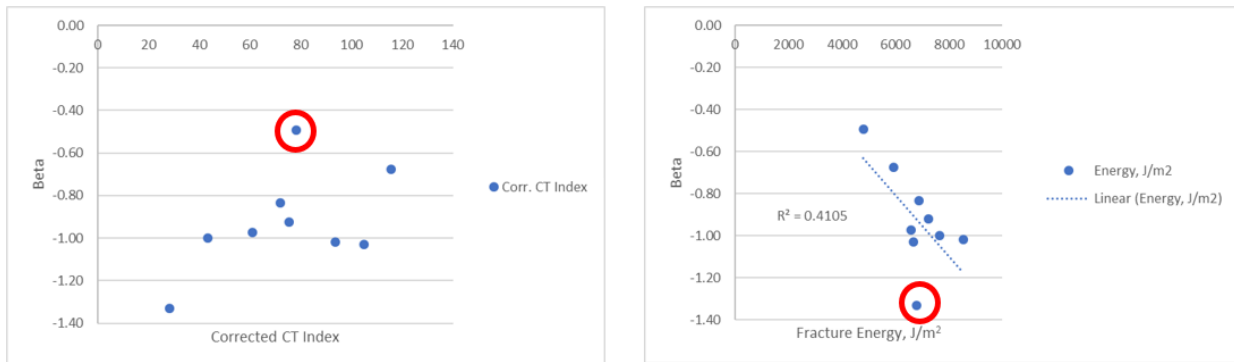 0.00
0 20 40 60 80 100 120 140
-0.20
-0.40
-0.60
-0.80
-1.00
-1.20
-1.40
Beta
Corrected CT Index
Corr. CT Index
0.00
0 2000 4000 6000 8000 10000
-0.20
-0.40
-0.60
-0.80
-1.00
-1.20
-1.40
Beta
R² = 0.4105
Fracture Energy, J/m²
Energy, J/m2
Linear (Energy, J/m2)